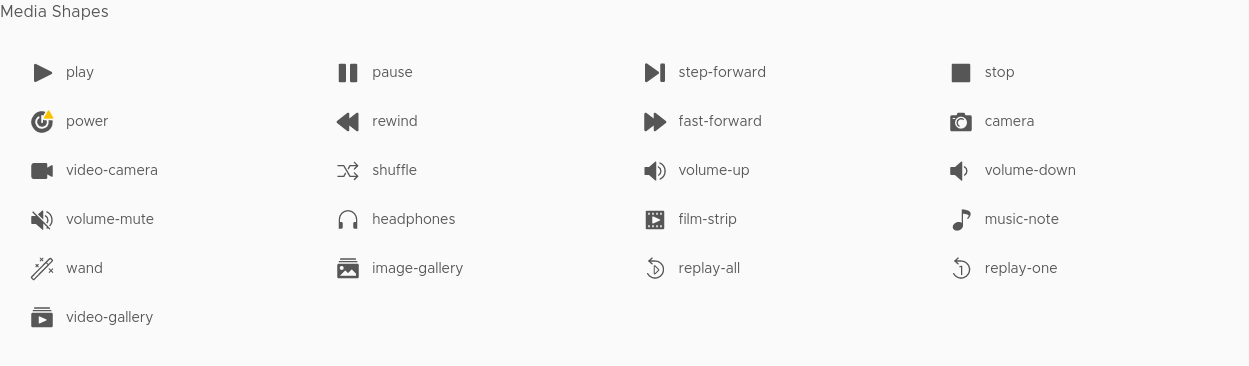 Media Shapes
play pause step-forward stop
power rewind fast-forward camera
video-camera shuffle volume-up volume-down
volume-mute headphones film-strip music-note
wand image-gallery replay-all replay-one
video-gallery